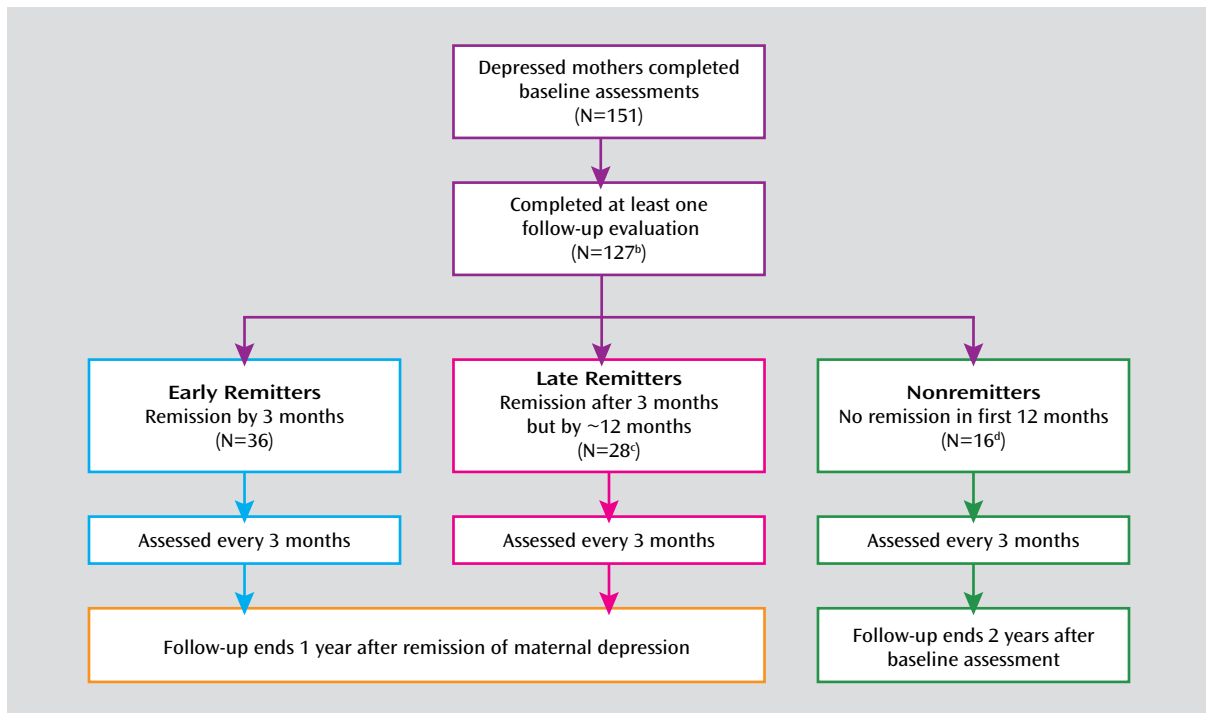 Depressed mothers completed
baseline assessments
(N=151)
Completed at least one
follow-up evaluation
(N=127ᵇ)
Early Remitters
Remission by 3 months
(N=36)
Late Remitters
Remission after 3 months
but by ~12 months
(N=28ᶜ)
Nonremitters
No remission in first 12 months
(N=16ᵈ)
Assessed every 3 months
Assessed every 3 months
Assessed every 3 months
Follow-up ends 1 year after remission of maternal depression
Follow-up ends 2 years after
baseline assessment